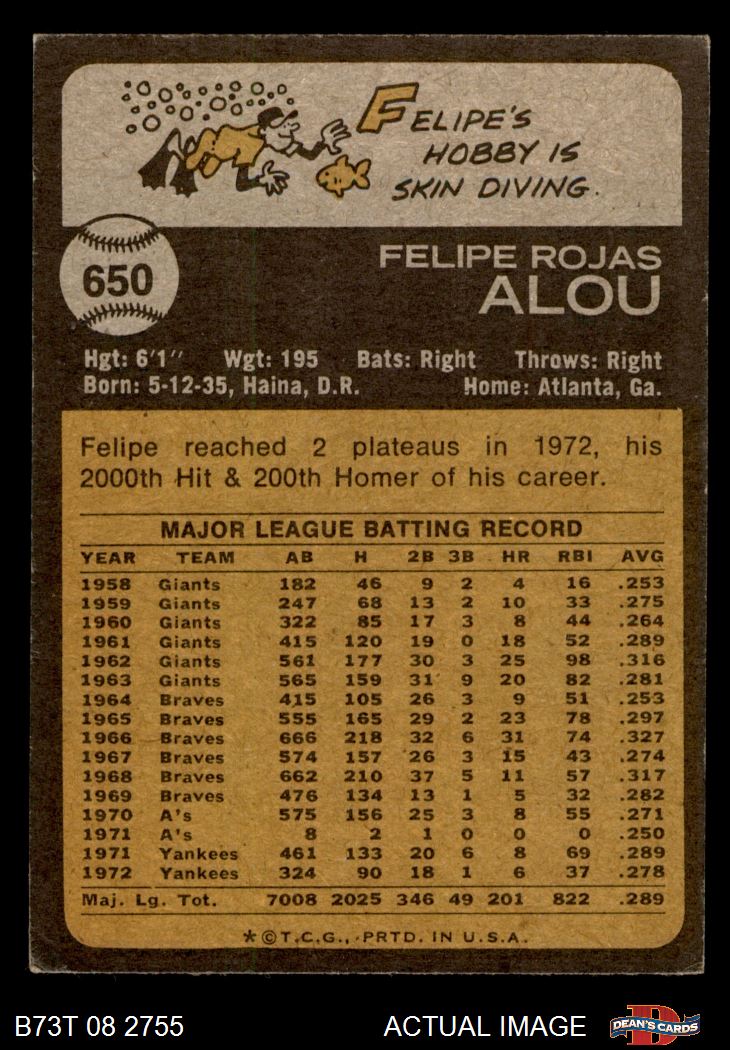 FELIPE'S
HOBBY IS
SKIN DIVING.
650
FELIPE ROJAS
ALOU
Hgt: 6'1" Wgt: 195 Bats: Right Throws: Right
Born: 5-12-35, Haina, D.R. Home: Atlanta, Ga.
Felipe reached 2 plateaus in 1972, his
2000th Hit & 200th Homer of his career.
MAJOR LEAGUE BATTING RECORD
YEAR TEAM AB H 2B 3B HR RBI AVG
1958 Giants 182 46 9 2 4 16 .253
1959 Giants 247 68 13 2 10 33 .275
1960 Giants 322 85 17 3 8 44 .264
1961 Giants 415 120 19 0 18 52 .289
1962 Giants 561 177 30 3 25 98 .316
1963 Giants 565 159 31 9 20 82 .281
1964 Braves 415 105 26 3 9 51 .253
1965 Braves 555 165 29 2 23 78 .297
1966 Braves 666 218 32 6 31 74 .327
1967 Braves 574 157 26 3 15 43 .274
1968 Braves 662 210 37 5 11 57 .317
1969 Braves 476 134 13 1 5 32 .282
1970 A's 575 156 25 3 8 55 .271
1971 A's 8 2 1 0 0 0 .250
1971 Yankees 461 133 20 6 8 69 .289
1972 Yankees 324 90 18 1 6 37 .278
Maj. Lg. Tot. 7008 2025 346 49 201 822 .289
*©T.C.G., PRTD. IN U.S.A.
B73T 08 2755 ACTUAL IMAGE
D
DEAN'S CARDS